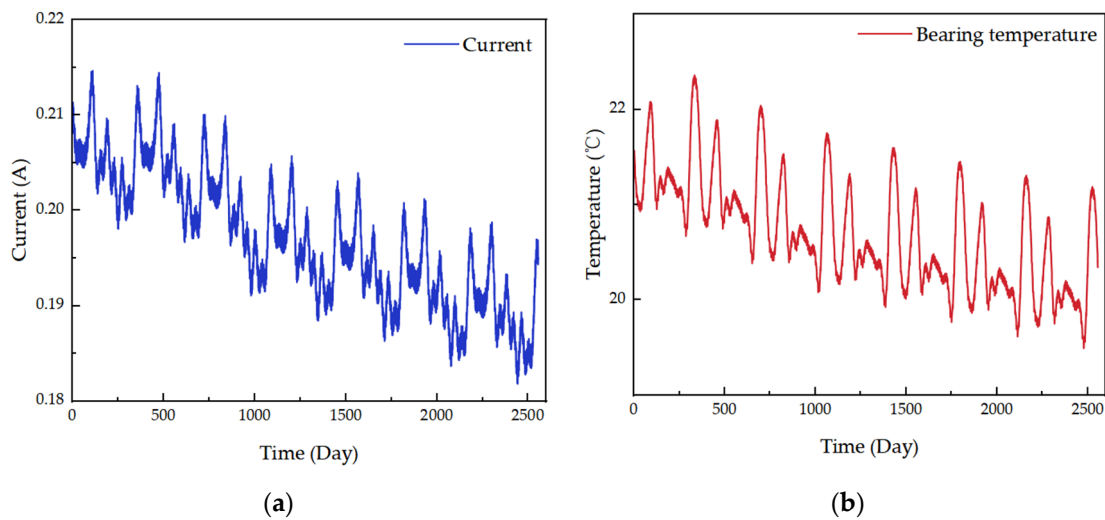 0.22
0.21
0.20
0.19
0.18
Current (A)
Current
0 500 1000 1500 2000 2500
Time (Day)
(a)
22
20
Temperature (℃)
Bearing temperature
0 500 1000 1500 2000 2500
Time (Day)
(b)